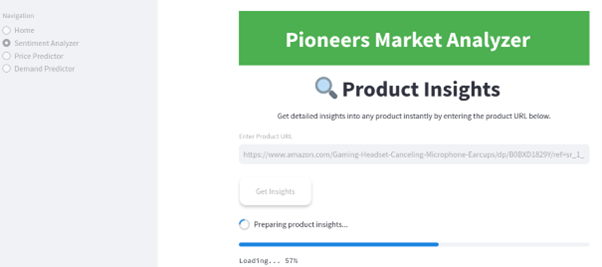 Navigation
Home
Sentiment Analyzer
Price Predictor
Demand Predictor
Pioneers Market Analyzer
Product Insights
Get detailed insights into any product instantly by entering the product URL below.
Enter Product URL
https://www.amazon.com/Gaming-Headset-Canceling-Microphone-Earcups/dp/B0BXD1829Y/ref=sr_1_
Get Insights
Preparing product insights...
Loading... 57%